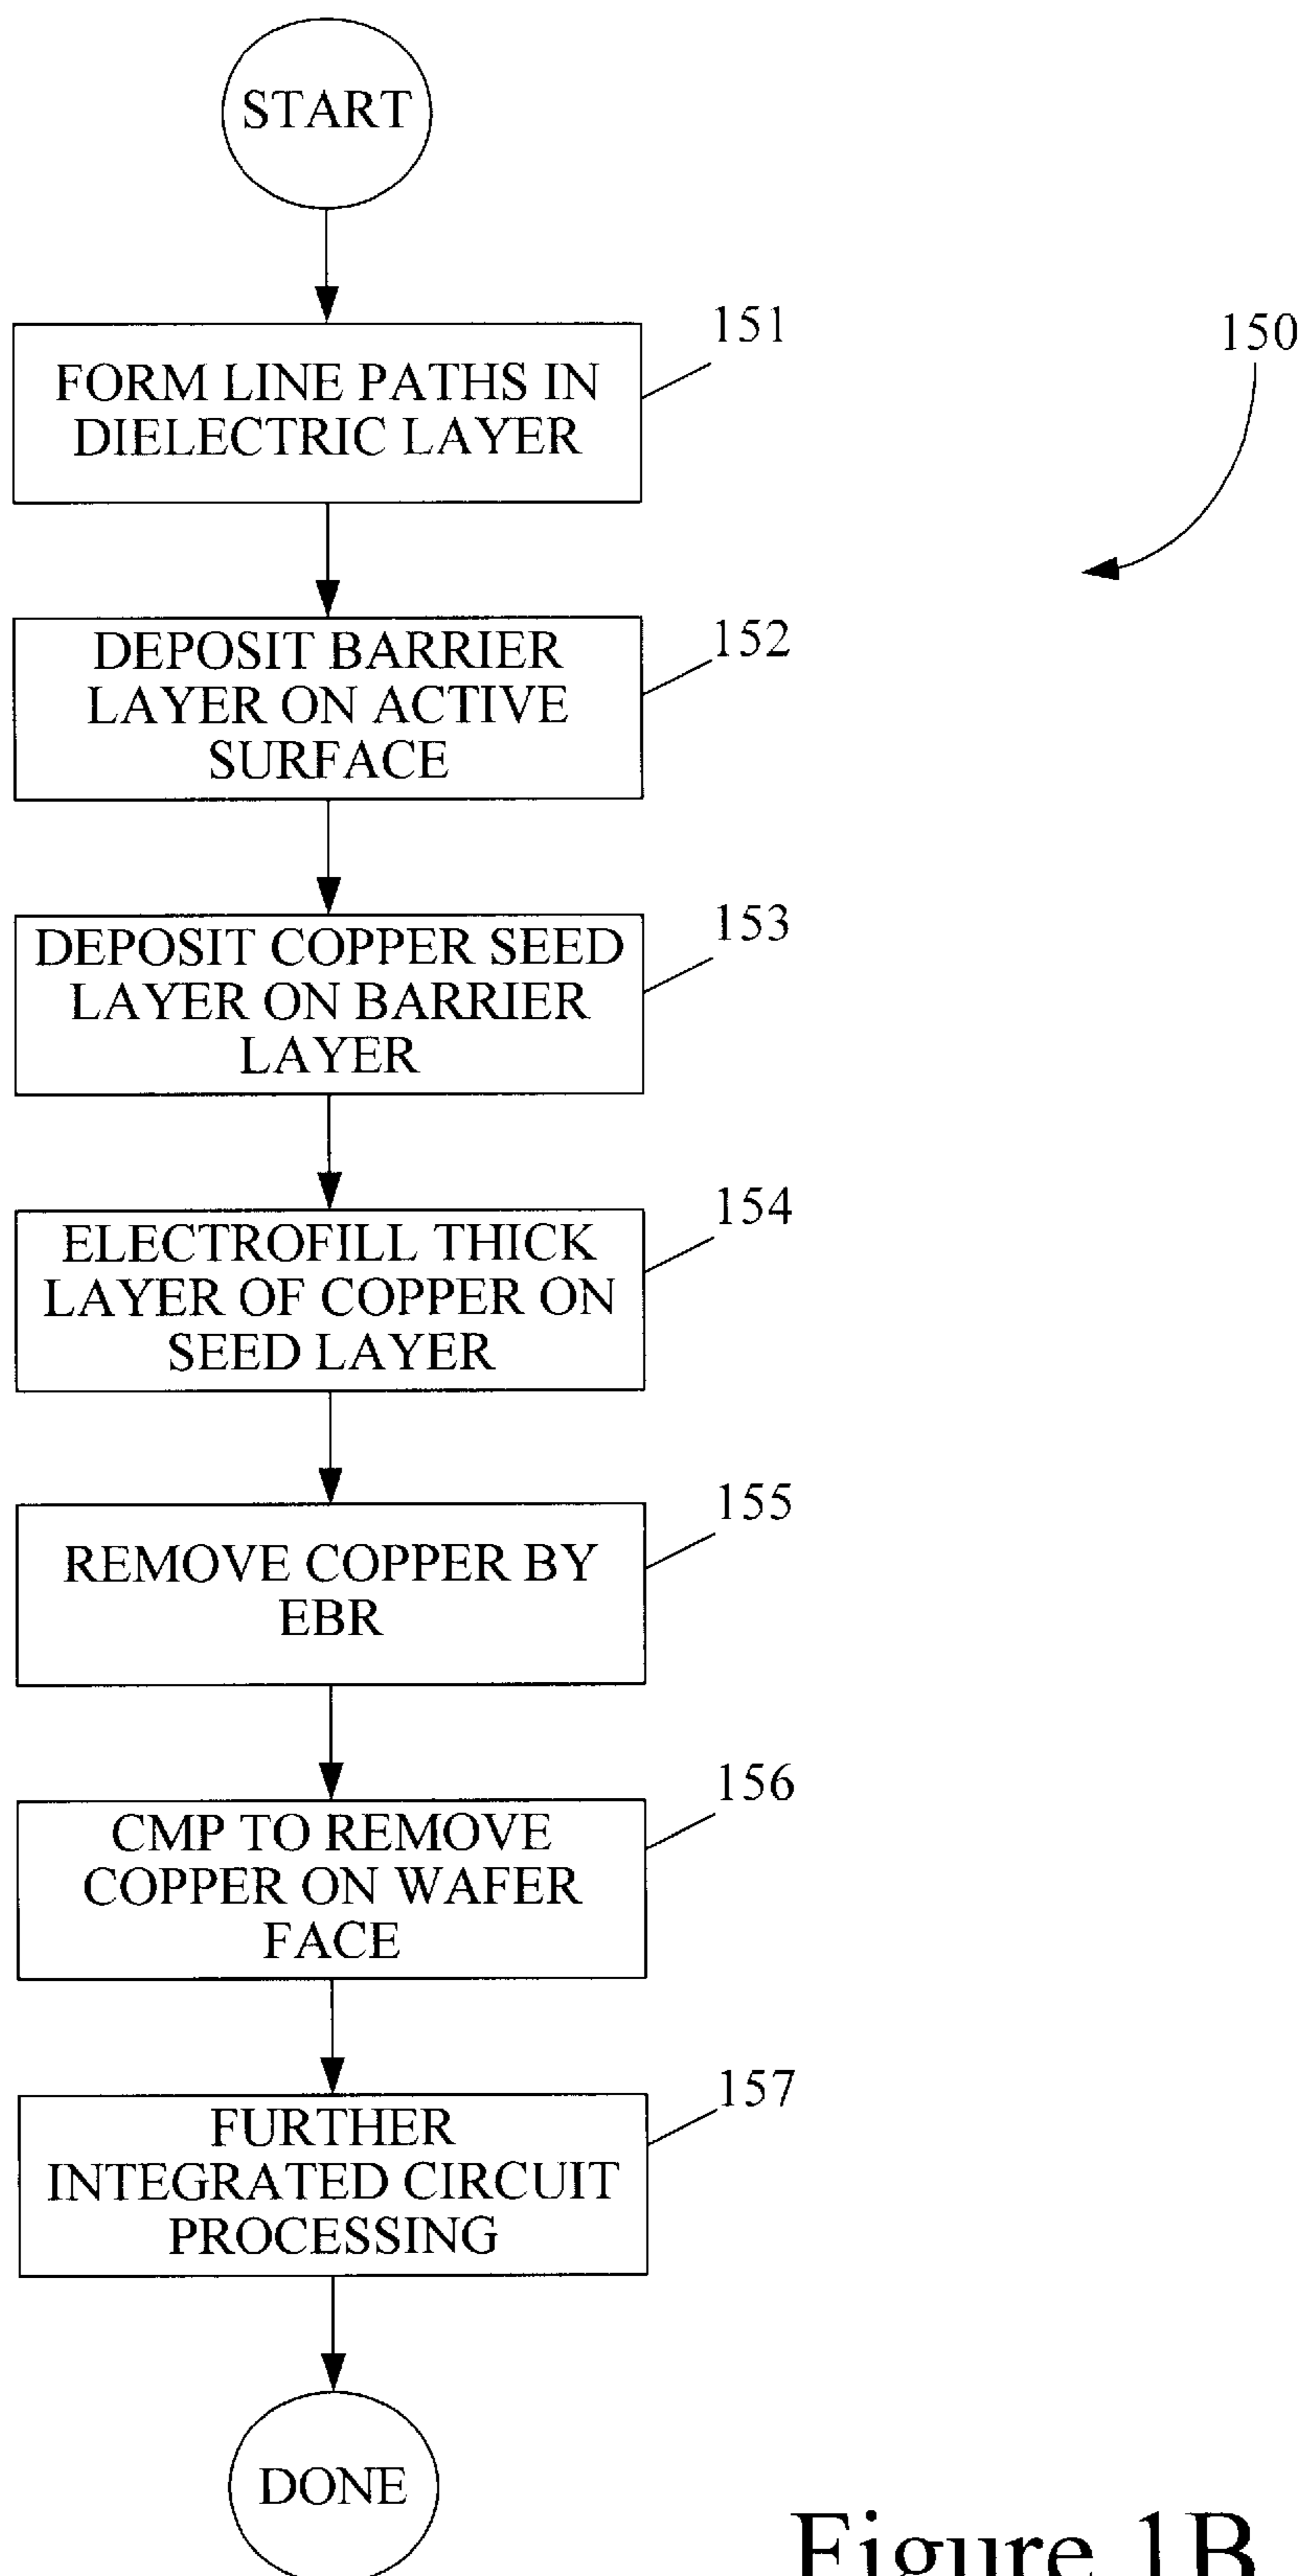 START
151
150
FORM LINE PATHS IN
DIELECTRIC LAYER
152
DEPOSIT BARRIER
LAYER ON ACTIVE
SURFACE
153
DEPOSIT COPPER SEED
LAYER ON BARRIER
LAYER
154
ELECTROFILL THICK
LAYER OF COPPER ON
SEED LAYER
155
REMOVE COPPER BY
EBR
156
CMP TO REMOVE
COPPER ON WAFER
FACE
157
FURTHER
INTEGRATED CIRCUIT
PROCESSING
DONE
Figure 1B